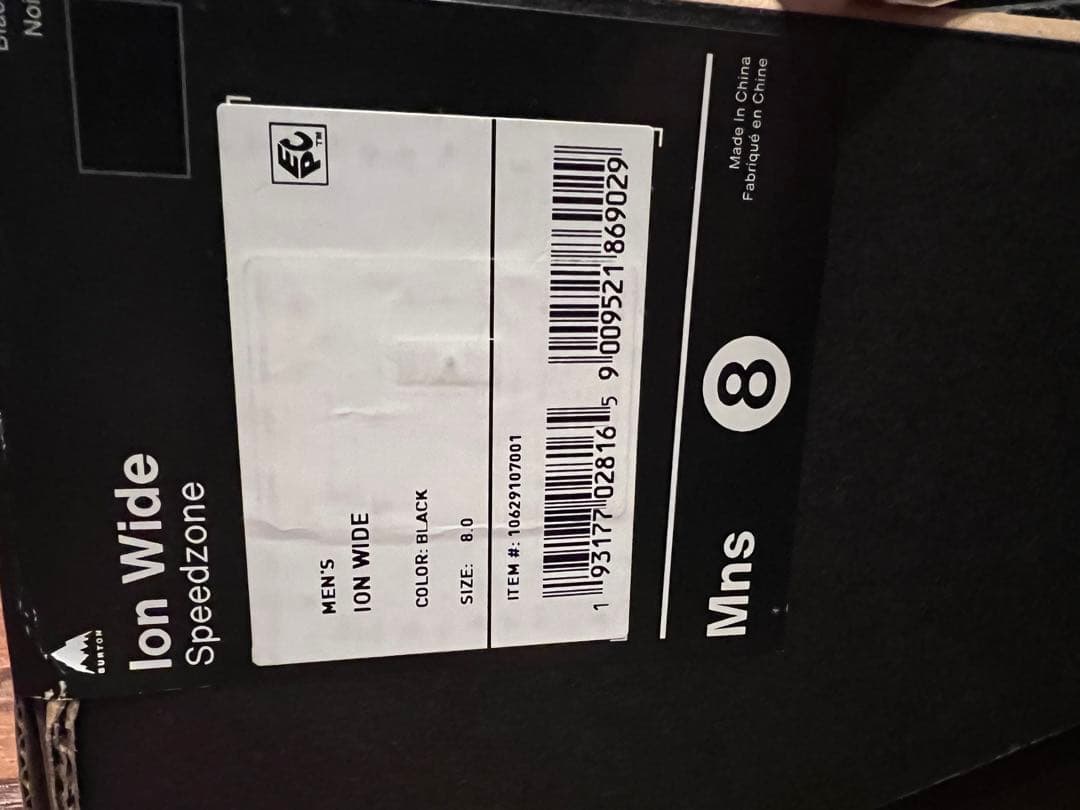 BURTON
Ion Wide
Speedzone
EPC™
MEN'S
ION WIDE
COLOR: BLACK
SIZE: 8.0
ITEM #: 10629107001
1 93177 02816 5
9 009521 869029
Mns 8
Made In China
Fabriqué en Chine